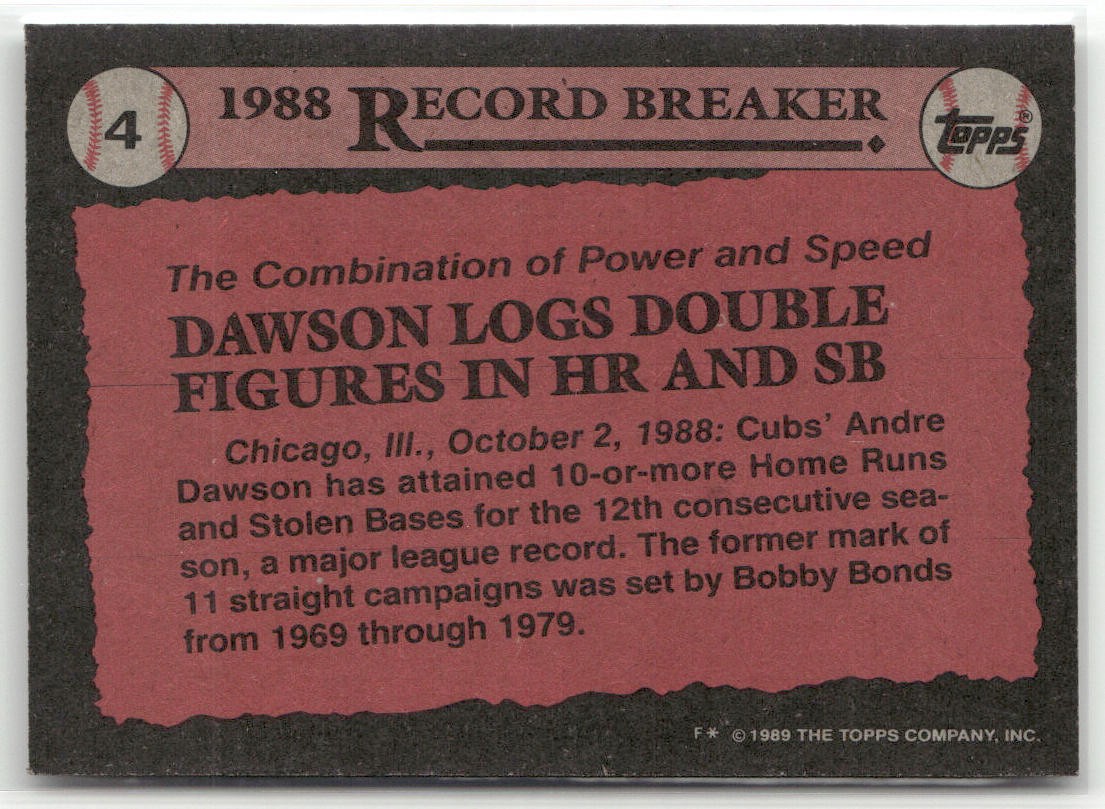 4
1988 RECORD BREAKER
topps®
The Combination of Power and Speed
DAWSON LOGS DOUBLE
FIGURES IN HR AND SB
Chicago, Ill., October 2, 1988: Cubs' Andre
Dawson has attained 10-or-more Home Runs
and Stolen Bases for the 12th consecutive sea-
son, a major league record. The former mark of
11 straight campaigns was set by Bobby Bonds
from 1969 through 1979.
F* ©1989 THE TOPPS COMPANY, INC.